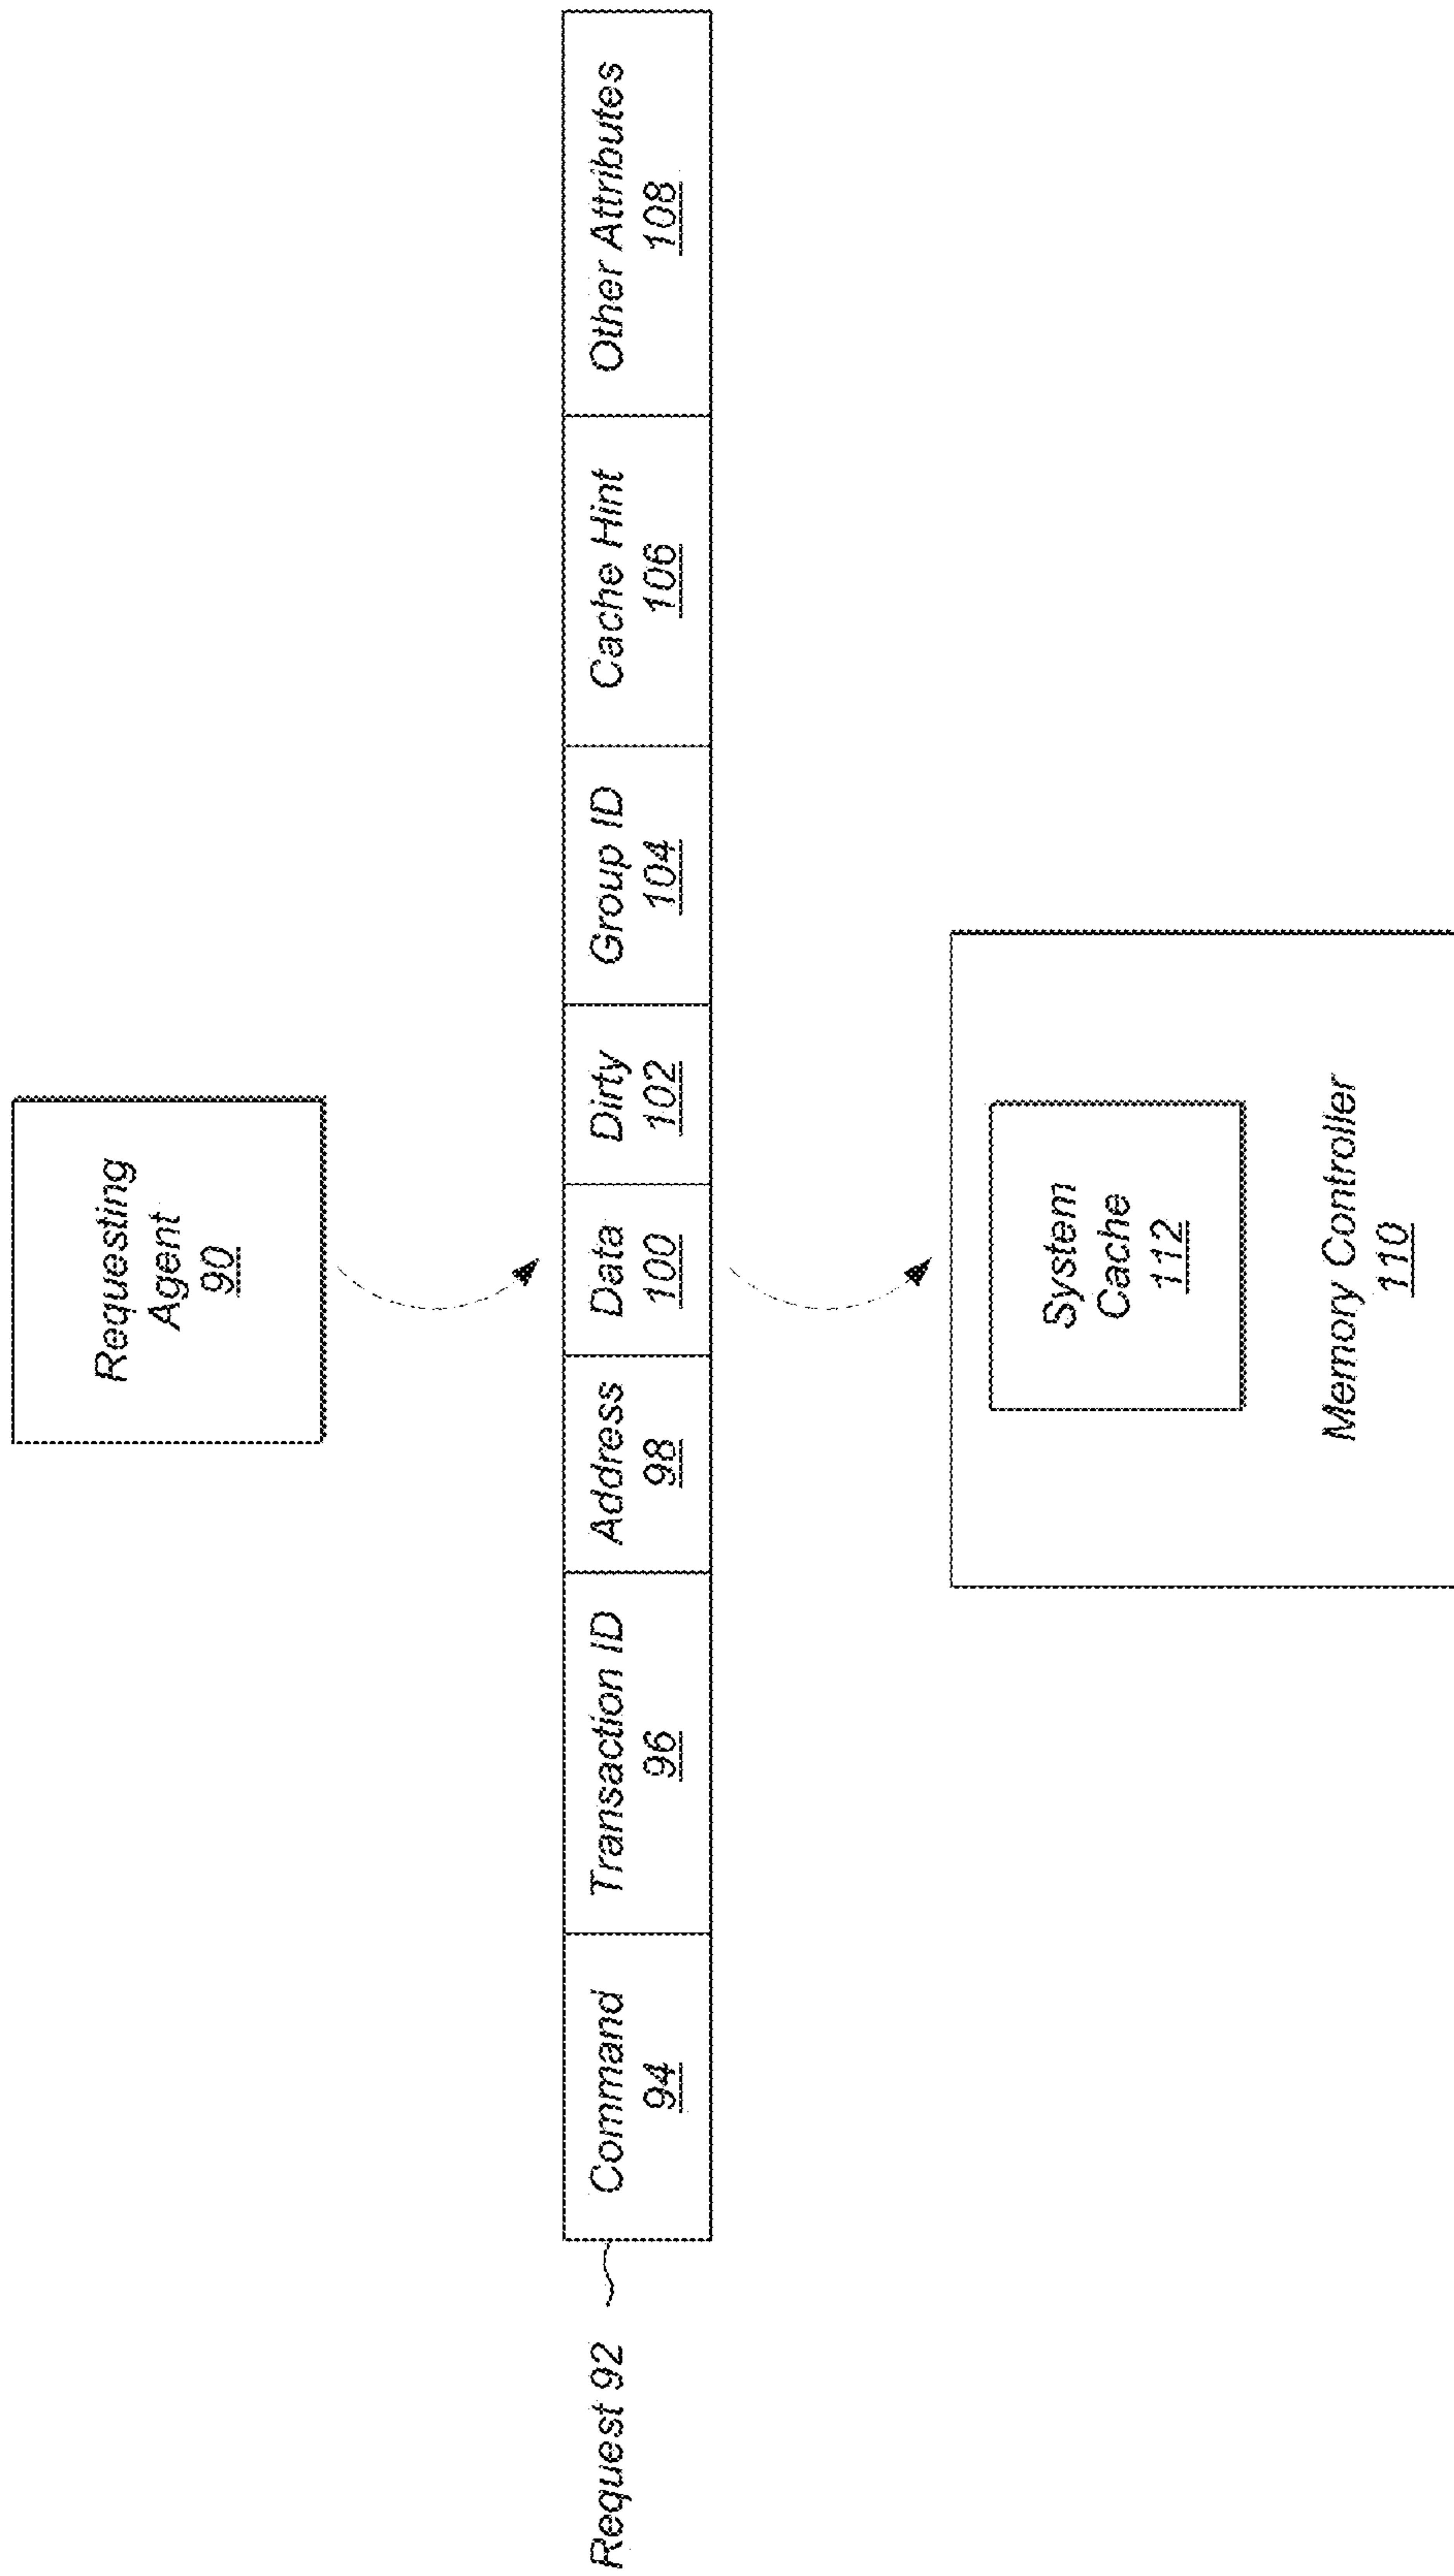 Requesting
Agent
90
Request 92
Command
94
Transaction ID
96
Address
98
Data
100
Dirty
102
Group ID
104
Cache Hint
106
Other Attributes
108
System
Cache
112
Memory Controller
110